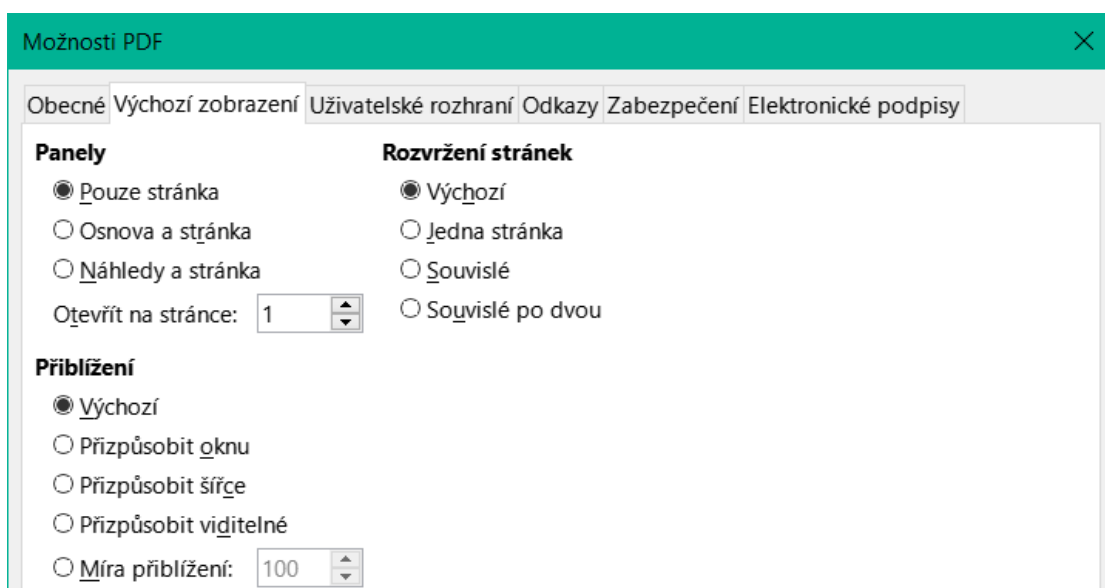 Možnosti PDF
Obecné Výchozí zobrazení Uživatelské rozhraní Odkazy Zabezpečení Elektronické podpisy
Panely
Pouze stránka
Osnova a stránka
Náhledy a stránka
Otevřít na stránce: 1
Rozvržení stránek
Výchozí
Jedna stránka
Souvislé
Souvislé po dvou
Přiblížení
Výchozí
Přizpůsobit oknu
Přizpůsobit šířce
Přizpůsobit viditelné
Míra přiblížení: 100